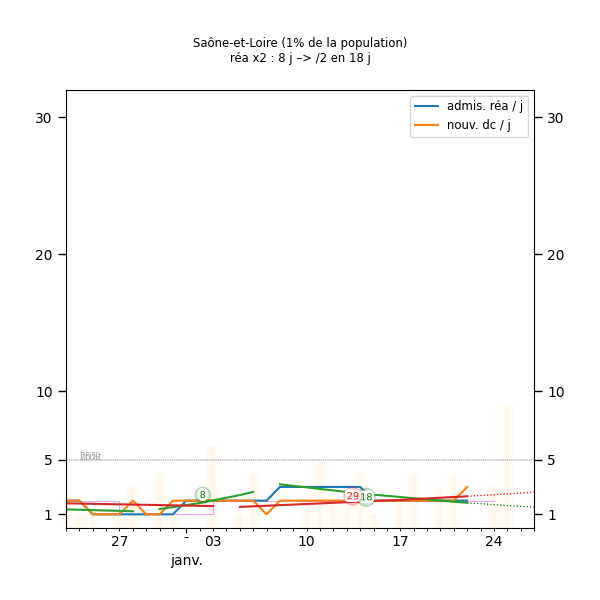 Saône-et-Loire (1% de la population)
réa x2 : 8 j –> /2 en 18 j
admis. réa / j
nouv. dc / j
30 30
20 20
10 10
5 5
1 1
8
29 18
27 - 03 10 17 24
janv.